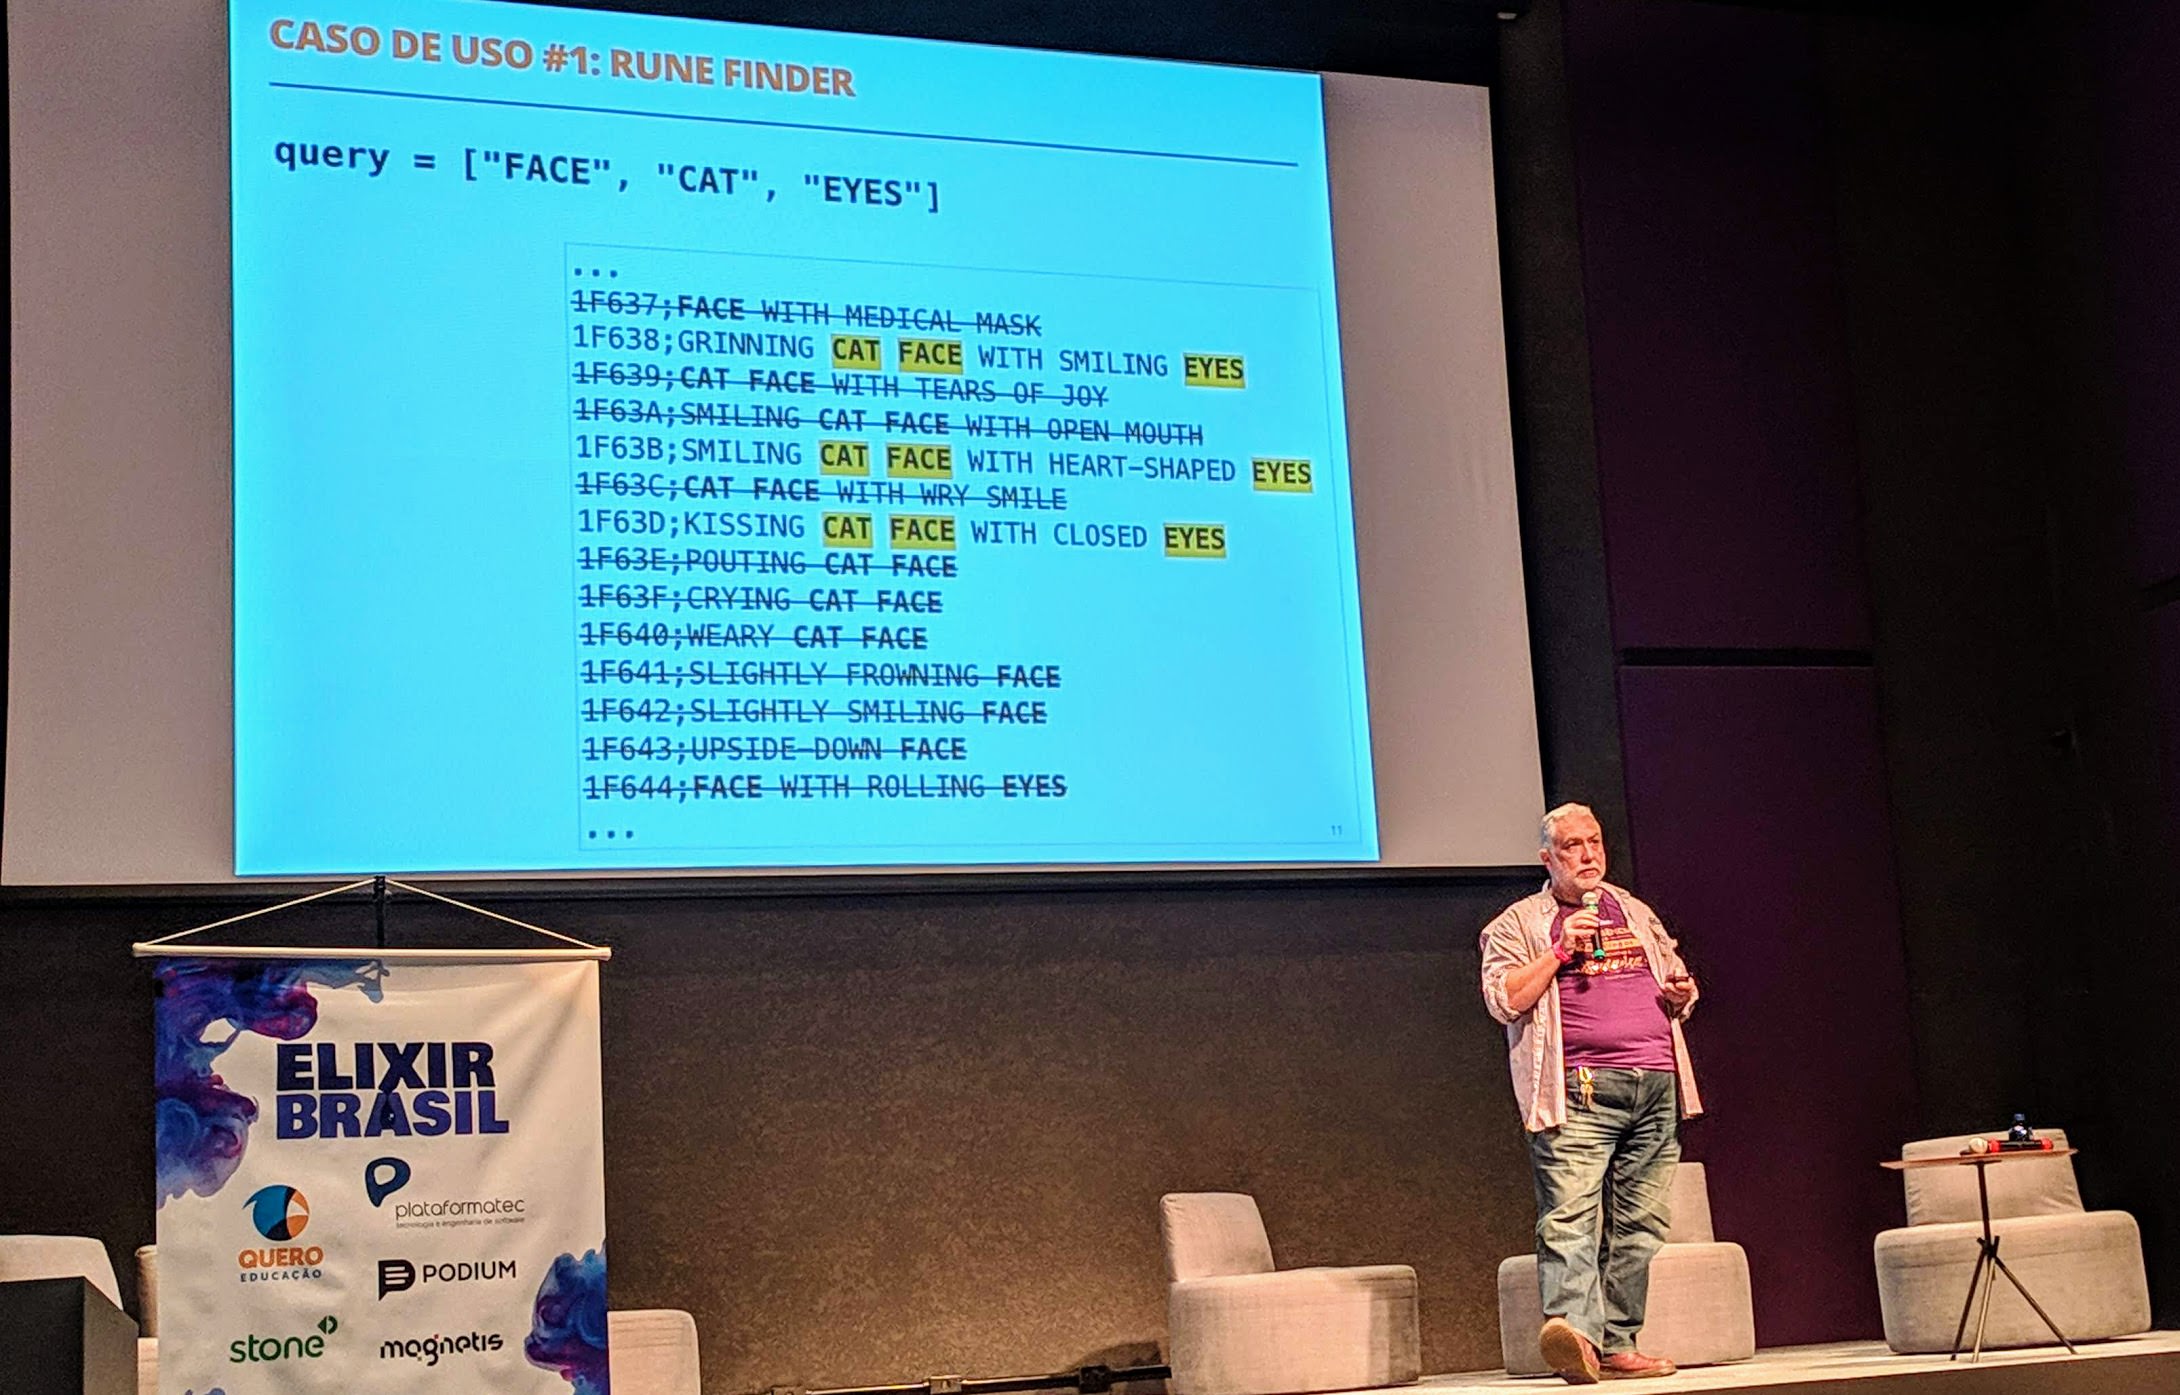 CASO DE USO #1: RUNE FINDER
query = ["FACE", "CAT", "EYES"]
...
1F637;FACE WITH MEDICAL MASK
1F638;GRINNING CAT FACE WITH SMILING EYES
1F639;CAT FACE WITH TEARS OF JOY
1F63A;SMILING CAT FACE WITH OPEN MOUTH
1F63B;SMILING CAT FACE WITH HEART-SHAPED EYES
1F63C;CAT FACE WITH WRY SMILE
1F63D;KISSING CAT FACE WITH CLOSED EYES
1F63E;POUTING CAT FACE
1F63F;CRYING CAT FACE
1F640;WEARY CAT FACE
1F641;SLIGHTLY FROWNING FACE
1F642;SLIGHTLY SMILING FACE
1F643;UPSIDE-DOWN FACE
1F644;FACE WITH ROLLING EYES
...
11
ELIXIR
BRASIL
plataformatec
tecnologia e engenharia de software
QUERO
EDUCAÇÃO
PODIUM
stone
magnetis